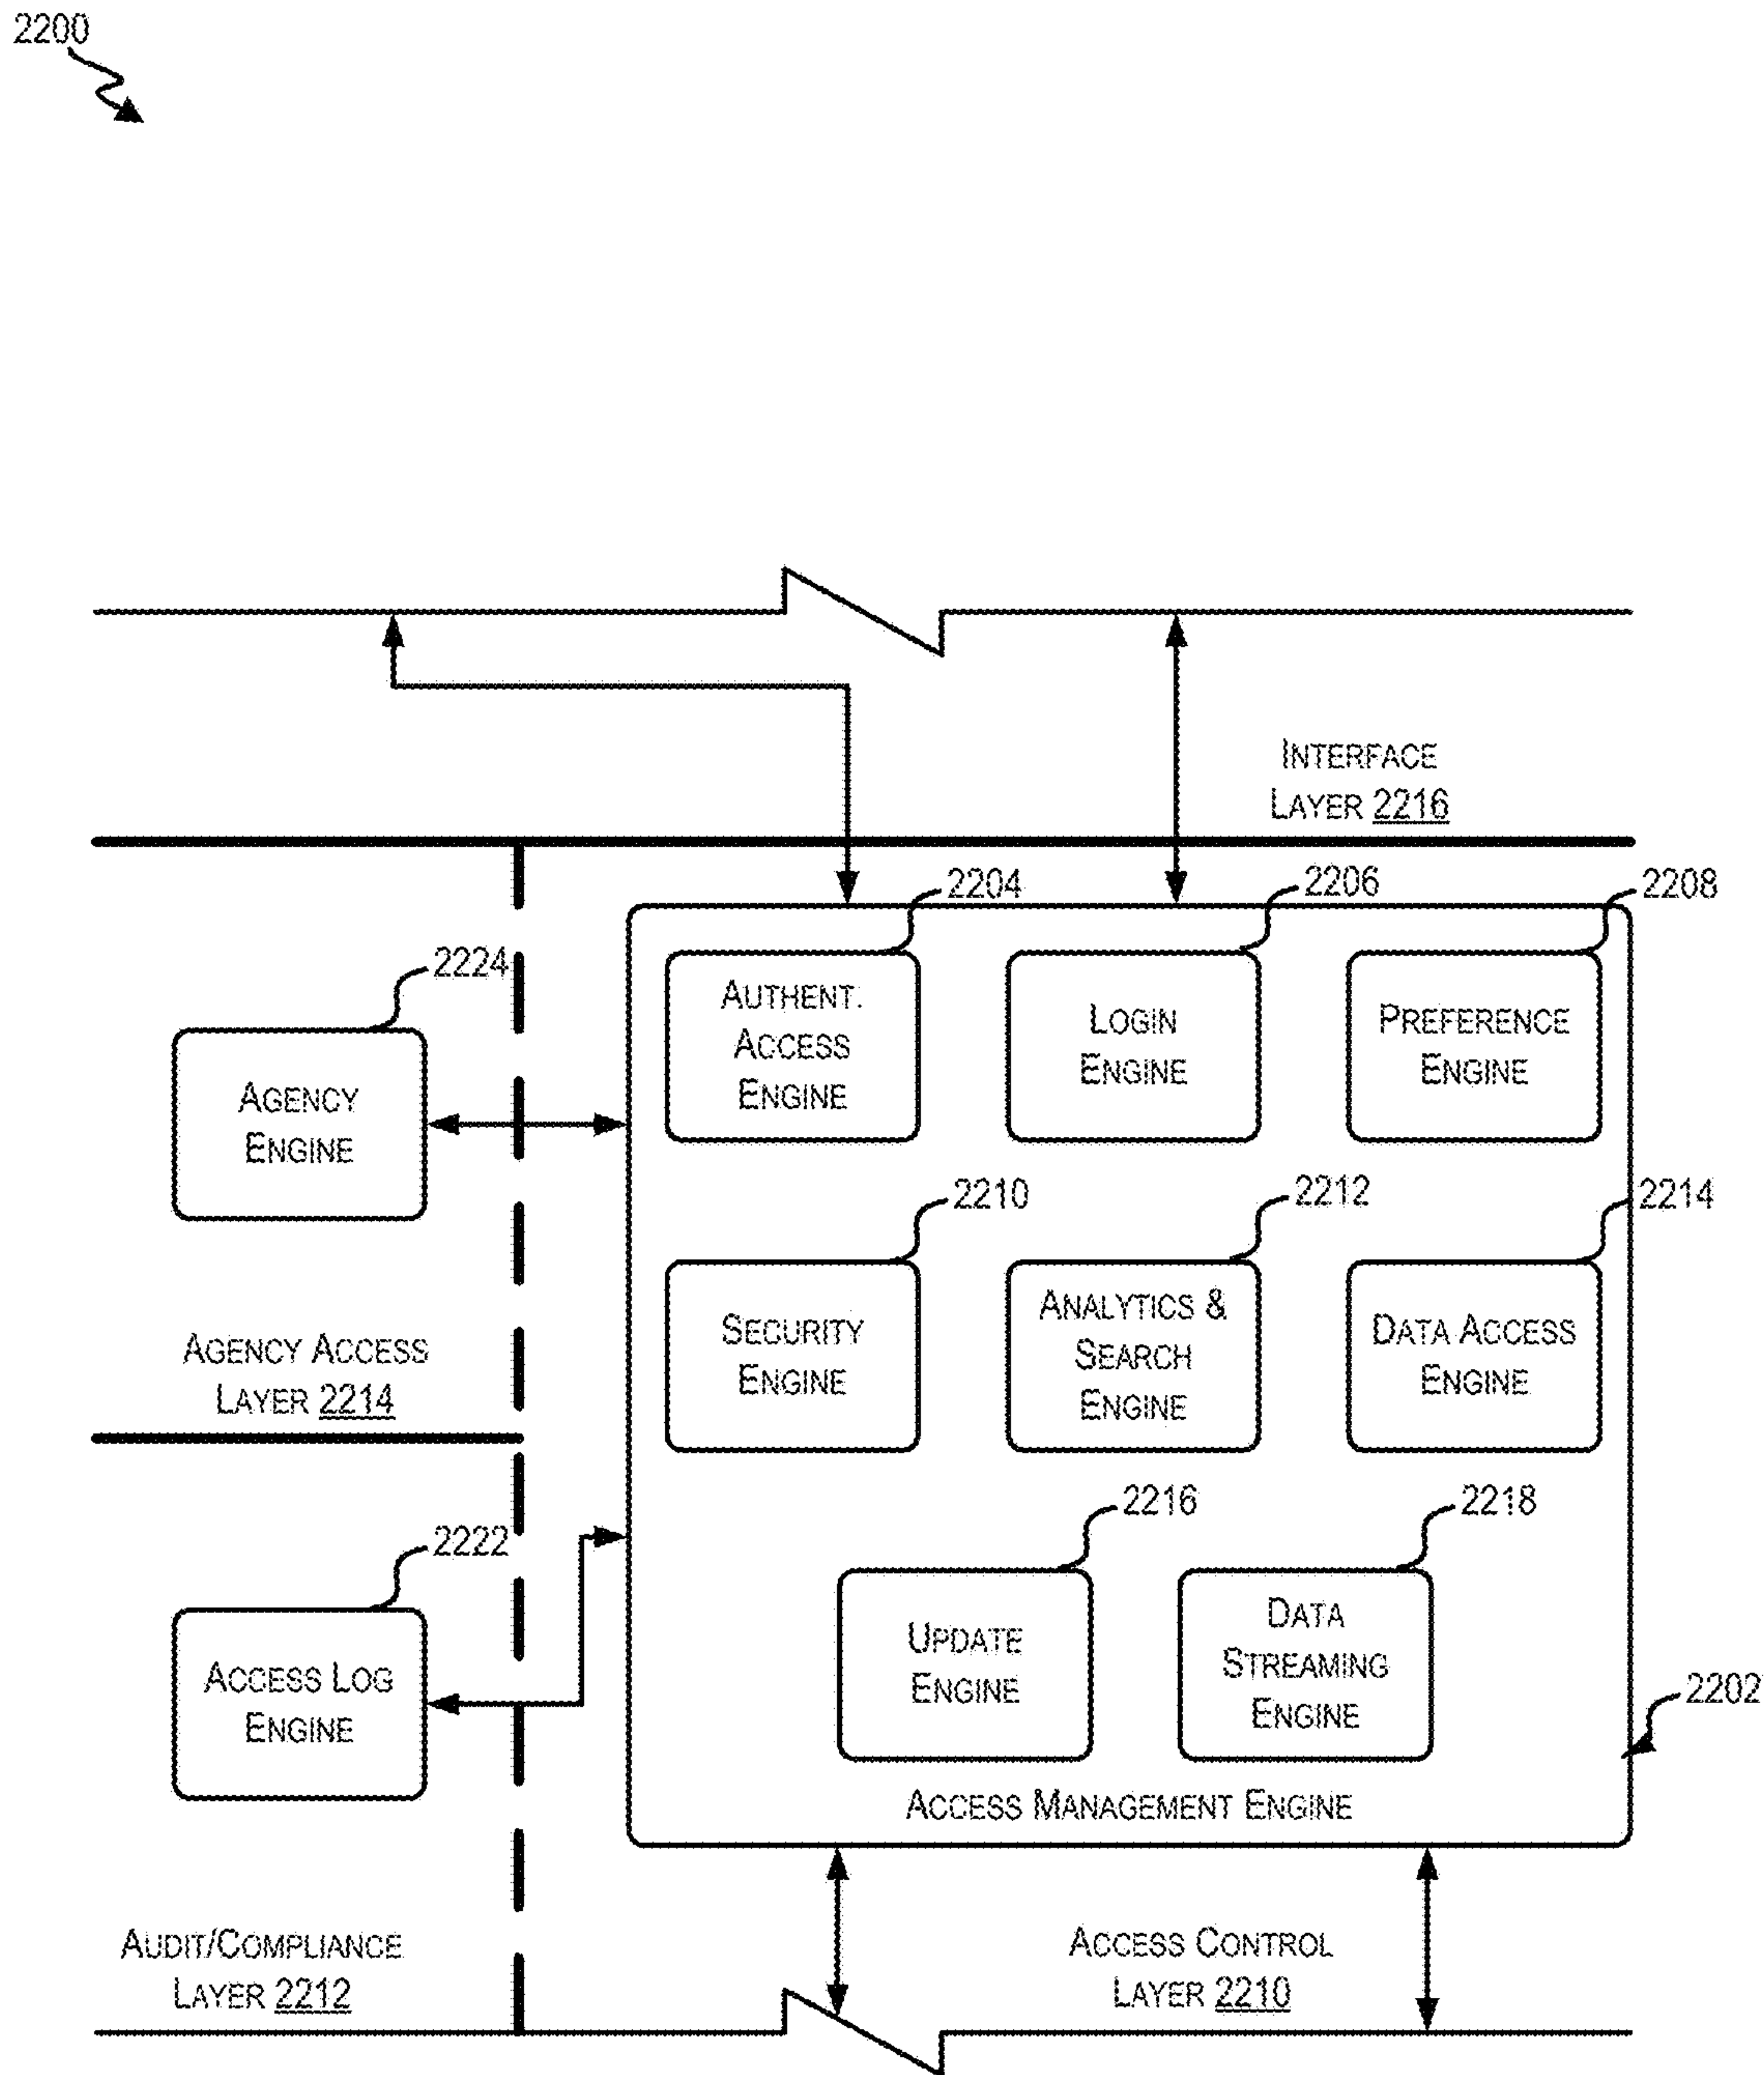 2200
INTERFACE
LAYER 2216
2204
2206
2208
2224
AUTHENT.
ACCESS
ENGINE
LOGIN
ENGINE
PREFERENCE
ENGINE
AGENCY
ENGINE
2210
2212
2214
SECURITY
ENGINE
ANALYTICS &
SEARCH
ENGINE
DATA ACCESS
ENGINE
AGENCY ACCESS
LAYER 2214
2216
2218
2222
UPDATE
ENGINE
DATA
STREAMING
ENGINE
ACCESS LOG
ENGINE
2202
ACCESS MANAGEMENT ENGINE
AUDIT/COMPLIANCE
LAYER 2212
ACCESS CONTROL
LAYER 2210